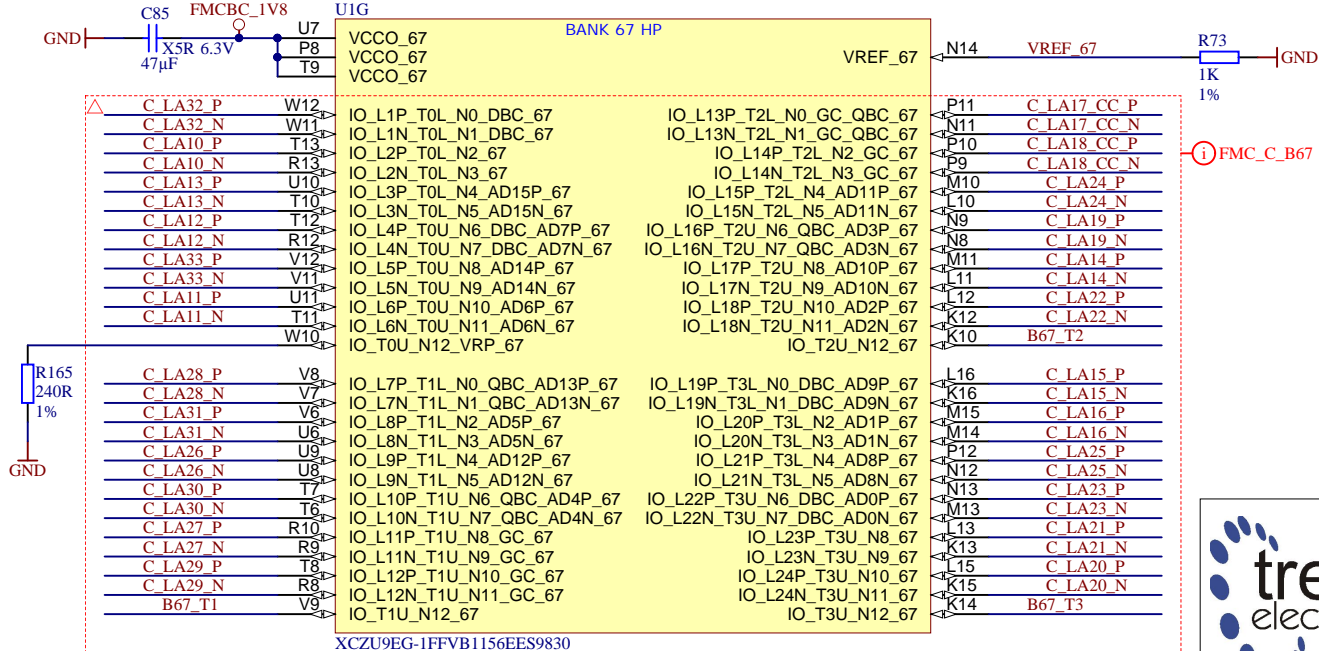 C85 FMCBC_1V8 U1G
GND X5R 6.3V 47µF
BANK 67 HP
U7 VCCO_67
P8 VCCO_67
T9 VCCO_67
VREF_67 N14 VREF_67 R73 1K 1% GND
C_LA32_P W12 IO_L1P_T0L_N0_DBC_67 IO_L13P_T2L_N0_GC_QBC_67 P11 C_LA17_CC_P
C_LA32_N W11 IO_L1N_T0L_N1_DBC_67 IO_L13N_T2L_N1_GC_QBC_67 N11 C_LA17_CC_N
C_LA10_P T13 IO_L2P_T0L_N2_67 IO_L14P_T2L_N2_GC_67 P10 C_LA18_CC_P
i FMC_C_B67
C_LA10_N R13 IO_L2N_T0L_N3_67 IO_L14N_T2L_N3_GC_67 P9 C_LA18_CC_N
C_LA13_P U10 IO_L3P_T0L_N4_AD15P_67 IO_L15P_T2L_N4_AD11P_67 M10 C_LA24_P
C_LA13_N T10 IO_L3N_T0L_N5_AD15N_67 IO_L15N_T2L_N5_AD11N_67 L10 C_LA24_N
C_LA12_P T12 IO_L4P_T0U_N6_DBC_AD7P_67 IO_L16P_T2U_N6_QBC_AD3P_67 N9 C_LA19_P
C_LA12_N R12 IO_L4N_T0U_N7_DBC_AD7N_67 IO_L16N_T2U_N7_QBC_AD3N_67 N8 C_LA19_N
C_LA33_P V12 IO_L5P_T0U_N8_AD14P_67 IO_L17P_T2U_N8_AD10P_67 M11 C_LA14_P
C_LA33_N V11 IO_L5N_T0U_N9_AD14N_67 IO_L17N_T2U_N9_AD10N_67 L11 C_LA14_N
C_LA11_P U11 IO_L6P_T0U_N10_AD6P_67 IO_L18P_T2U_N10_AD2P_67 L12 C_LA22_P
C_LA11_N T11 IO_L6N_T0U_N11_AD6N_67 IO_L18N_T2U_N11_AD2N_67 K12 C_LA22_N
W10 IO_T0U_N12_VRP_67 IO_T2U_N12_67 K10 B67_T2
R165 240R 1% GND
C_LA28_P V8 IO_L7P_T1L_N0_QBC_AD13P_67 IO_L19P_T3L_N0_DBC_AD9P_67 L16 C_LA15_P
C_LA28_N V7 IO_L7N_T1L_N1_QBC_AD13N_67 IO_L19N_T3L_N1_DBC_AD9N_67 K16 C_LA15_N
C_LA31_P V6 IO_L8P_T1L_N2_AD5P_67 IO_L20P_T3L_N2_AD1P_67 M15 C_LA16_P
C_LA31_N U6 IO_L8N_T1L_N3_AD5N_67 IO_L20N_T3L_N3_AD1N_67 M14 C_LA16_N
C_LA26_P U9 IO_L9P_T1L_N4_AD12P_67 IO_L21P_T3L_N4_AD8P_67 P12 C_LA25_P
C_LA26_N U8 IO_L9N_T1L_N5_AD12N_67 IO_L21N_T3L_N5_AD8N_67 N12 C_LA25_N
C_LA30_P T7 IO_L10P_T1U_N6_QBC_AD4P_67 IO_L22P_T3U_N6_DBC_AD0P_67 N13 C_LA23_P
C_LA30_N T6 IO_L10N_T1U_N7_QBC_AD4N_67 IO_L22N_T3U_N7_DBC_AD0N_67 M13 C_LA23_N
C_LA27_P R10 IO_L11P_T1U_N8_GC_67 IO_L23P_T3U_N8_67 L13 C_LA21_P
C_LA27_N R9 IO_L11N_T1U_N9_GC_67 IO_L23N_T3U_N9_67 K13 C_LA21_N
C_LA29_P T8 IO_L12P_T1U_N10_GC_67 IO_L24P_T3U_N10_67 L15 C_LA20_P
C_LA29_N R8 IO_L12N_T1U_N11_GC_67 IO_L24N_T3U_N11_67 K15 C_LA20_N
B67_T1 V9 IO_T1U_N12_67 IO_T3U_N12_67 K14 B67_T3
XCZU9EG-1FFVB1156EES9830
tre
elec